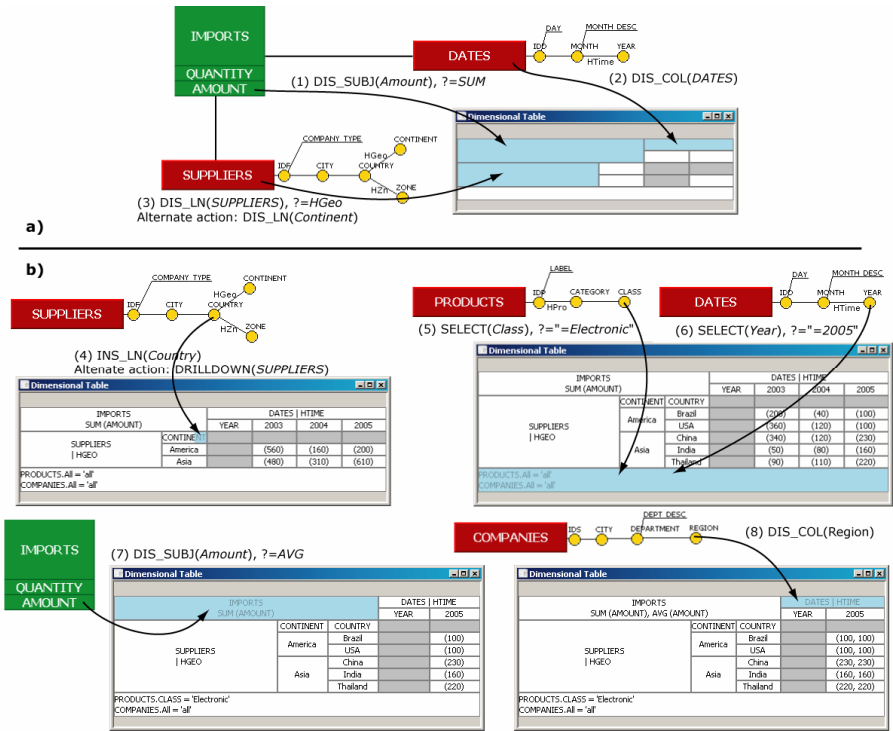 IMPORTS
QUANTITY
AMOUNT
DATES
DAY
MONTH DESC
IDD
MONTH
YEAR
HTime
(1) DIS_SUBJ(Amount), ?=SUM
(2) DIS_COL(DATES)
Dimensional Table
SUPPLIERS
COMPANY TYPE
CONTINENT
HGeo
IDF
CITY
COUNTRY
HZn
ZONE
(3) DIS_LN(SUPPLIERS), ?=HGeo
Alternate action: DIS_LN(Continent)
a)
b)
SUPPLIERS
COMPANY TYPE
CONTINENT
HGeo
IDF
CITY
COUNTRY
HZn
ZONE
(4) INS_LN(Country)
Altenate action: DRILLDOWN(SUPPLIERS)
Dimensional Table
IMPORTS
SUM (AMOUNT)
DATES | HTIME
YEAR 2003 2004 2005
SUPPLIERS
| HGEO
CONTINENT
America (560) (160) (200)
Asia (480) (310) (610)
PRODUCTS.All = 'all'
COMPANIES.All = 'all'
PRODUCTS
LABEL
IDP
CATEGORY
CLASS
HPro
(5) SELECT(Class), ?="=Electronic"
DATES
DAY
MONTH DESC
IDD
MONTH
YEAR
HTime
(6) SELECT(Year), ?="=2005"
Dimensional Table
IMPORTS
SUM (AMOUNT)
DATES | HTIME
YEAR 2003 2004 2005
CONTINENT COUNTRY
SUPPLIERS
| HGEO
America
Brazil (200) (40) (100)
USA (360) (120) (100)
Asia
China (340) (120) (230)
India (50) (80) (160)
Thailand (90) (110) (220)
PRODUCTS.All = 'all'
COMPANIES.All = 'all'
IMPORTS
QUANTITY
AMOUNT
(7) DIS_SUBJ(Amount), ?=AVG
Dimensional Table
IMPORTS
SUM (AMOUNT)
DATES | HTIME
YEAR 2005
CONTINENT COUNTRY
SUPPLIERS
| HGEO
America
Brazil (100)
USA (100)
Asia
China (230)
India (160)
Thailand (220)
PRODUCTS.CLASS = 'Electronic'
COMPANIES.All = 'all'
COMPANIES
DEPT DESC
IDS
CITY
DEPARTMENT
REGION
(8) DIS_COL(Region)
Dimensional Table
IMPORTS
SUM (AMOUNT), AVG (AMOUNT)
DATES | HTIME
YEAR 2005
CONTINENT COUNTRY
SUPPLIERS
| HGEO
America
Brazil (100, 100)
USA (100, 100)
Asia
China (230, 230)
India (160, 160)
Thailand (220, 220)
PRODUCTS.CLASS = 'Electronic'
COMPANIES.All = 'all'